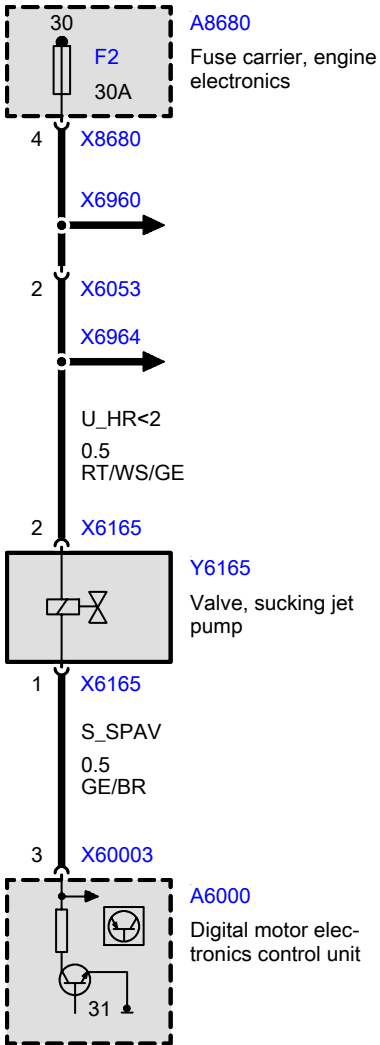 30
A8680
F2
Fuse carrier, engine
30A
electronics
4 X8680
X6960
2 X6053
X6964
U_HR<2
0.5
RT/WS/GE
2 X6165
Y6165
Valve, sucking jet
pump
1 X6165
S_SPAV
0.5
GE/BR
3 X60003
A6000
Digital motor elec-
tronics control unit
31